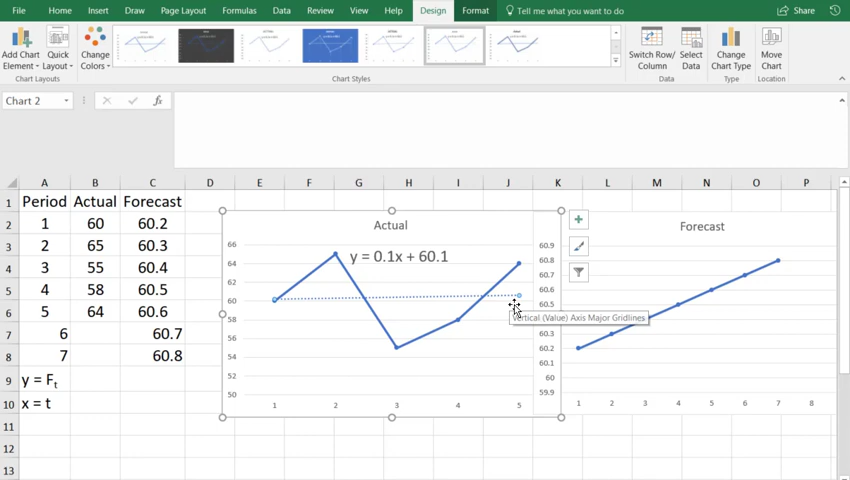 File Home Insert Draw Page Layout Formulas Data Review View Help Design Format Tell me what you want to do Share
Add Chart Element
Quick Layout
Change Colors
Switch Row/ Column
Select Data
Change Chart Type
Move Chart
Chart Layouts Chart Styles Data Type Location
Chart 2 fx
A B C D E F G H I J K L M N O P
1 Period Actual Forecast
2 1 60 60.2
3 2 65 60.3
4 3 55 60.4
5 4 58 60.5
6 5 64 60.6
7 6 60.7
8 7 60.8
9 y = Ft
10 x = t
11
12
13
Actual
y = 0.1x + 60.1
66
64
62
60
58
56
54
52
50
1 2 3 4 5
Vertical (Value) Axis Major Gridlines
Forecast
60.9
60.8
60.7
60.6
60.5
60.3
60.2
60.1
60
59.9
1 2 3 4 5 6 7 8